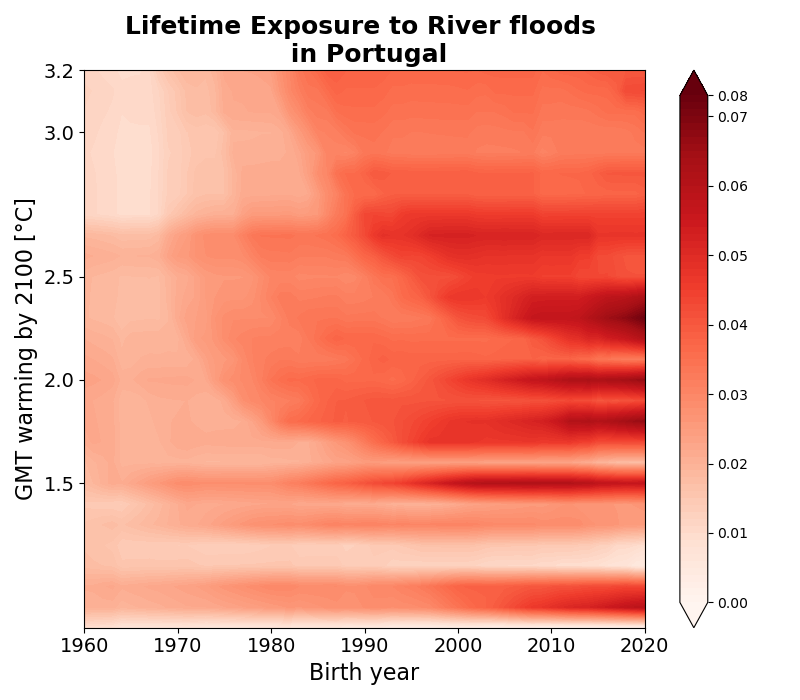 Lifetime Exposure to River floods
in Portugal
GMT warming by 2100 [°C]
3.2
3.0
2.5
2.0
1.5
1960 1970 1980 1990 2000 2010 2020
Birth year
0.08
0.07
0.06
0.05
0.04
0.03
0.02
0.01
0.00